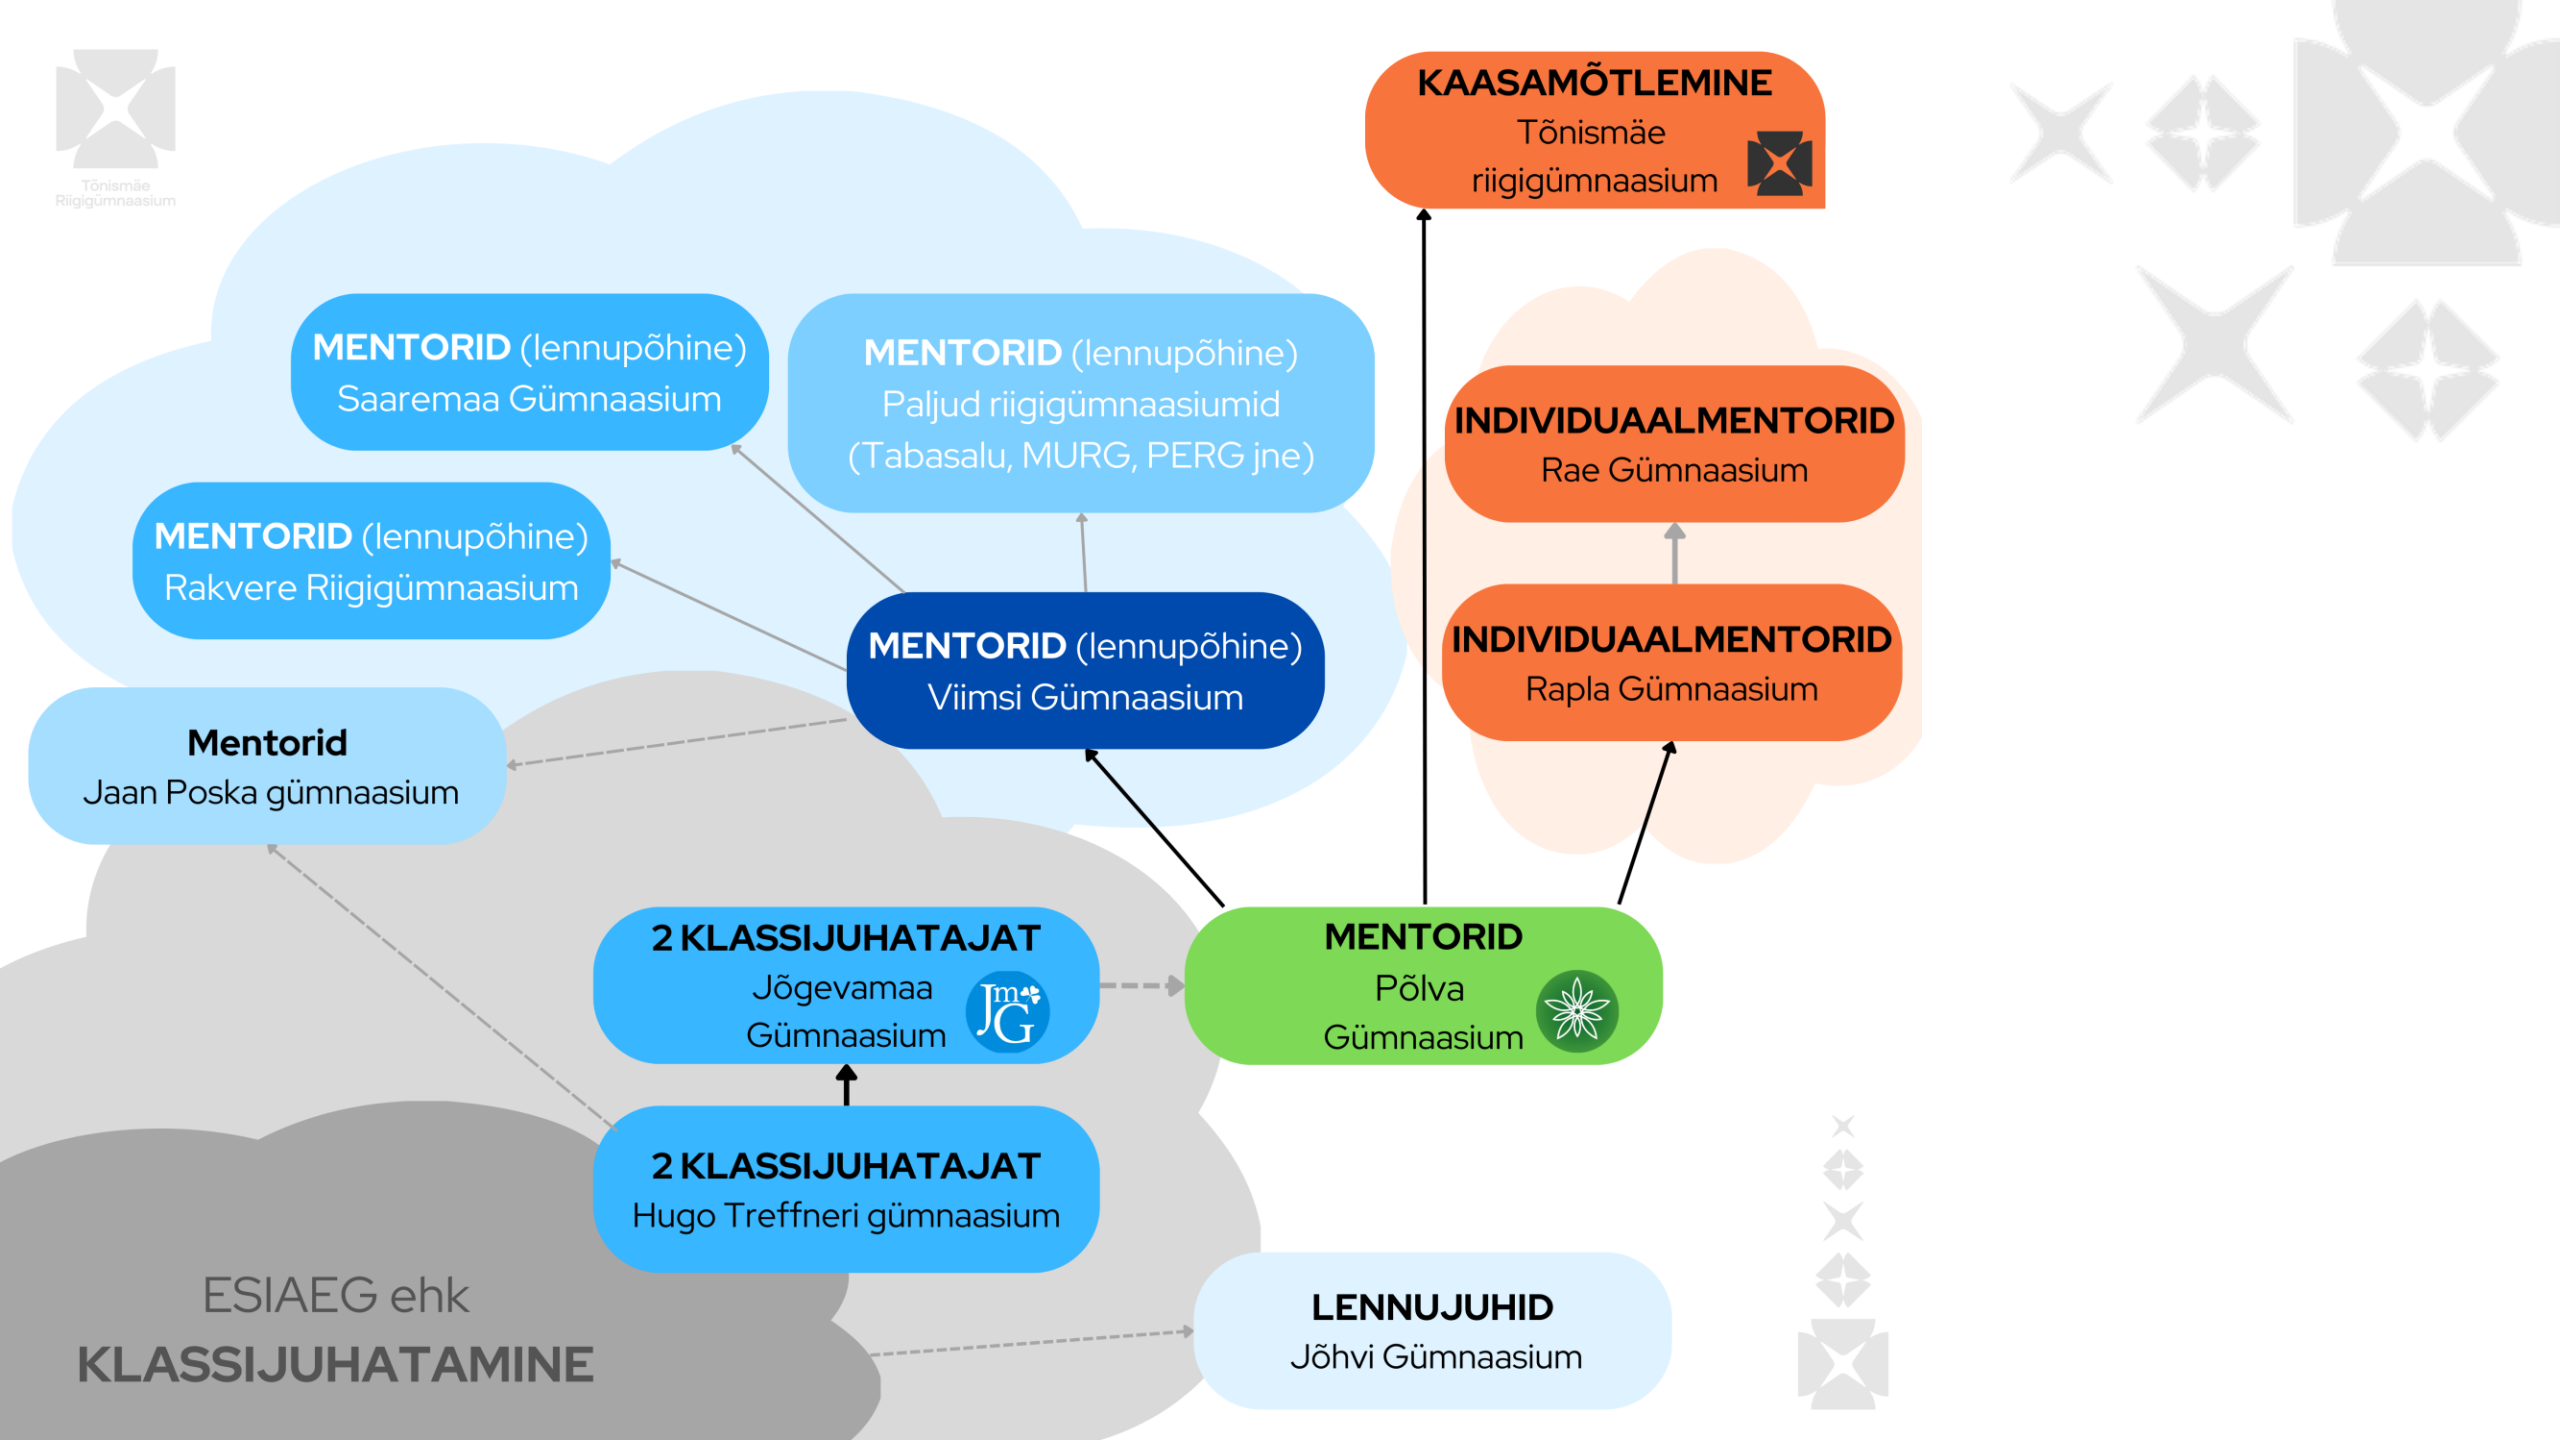 Tõnismäe
Riigigümnaasium
KAASAMÕTLEMINE
Tõnismäe
riigigümnaasium
MENTORID (lennupõhine)
Saaremaa Gümnaasium
MENTORID (lennupõhine)
Paljud riigigümnaasiumid
(Tabasalu, MURG, PERG jne)
INDIVIDUAALMENTORID
Rae Gümnaasium
MENTORID (lennupõhine)
Rakvere Riigigümnaasium
MENTORID (lennupõhine)
Viimsi Gümnaasium
INDIVIDUAALMENTORID
Rapla Gümnaasium
Mentorid
Jaan Poska gümnaasium
2 KLASSIJUHATAJAT
Jõgevamaa
Gümnaasium
JmG
MENTORID
Põlva
Gümnaasium
2 KLASSIJUHATAJAT
Hugo Treffneri gümnaasium
ESIAEG ehk
KLASSIJUHATAMINE
LENNUJUHID
Jõhvi Gümnaasium